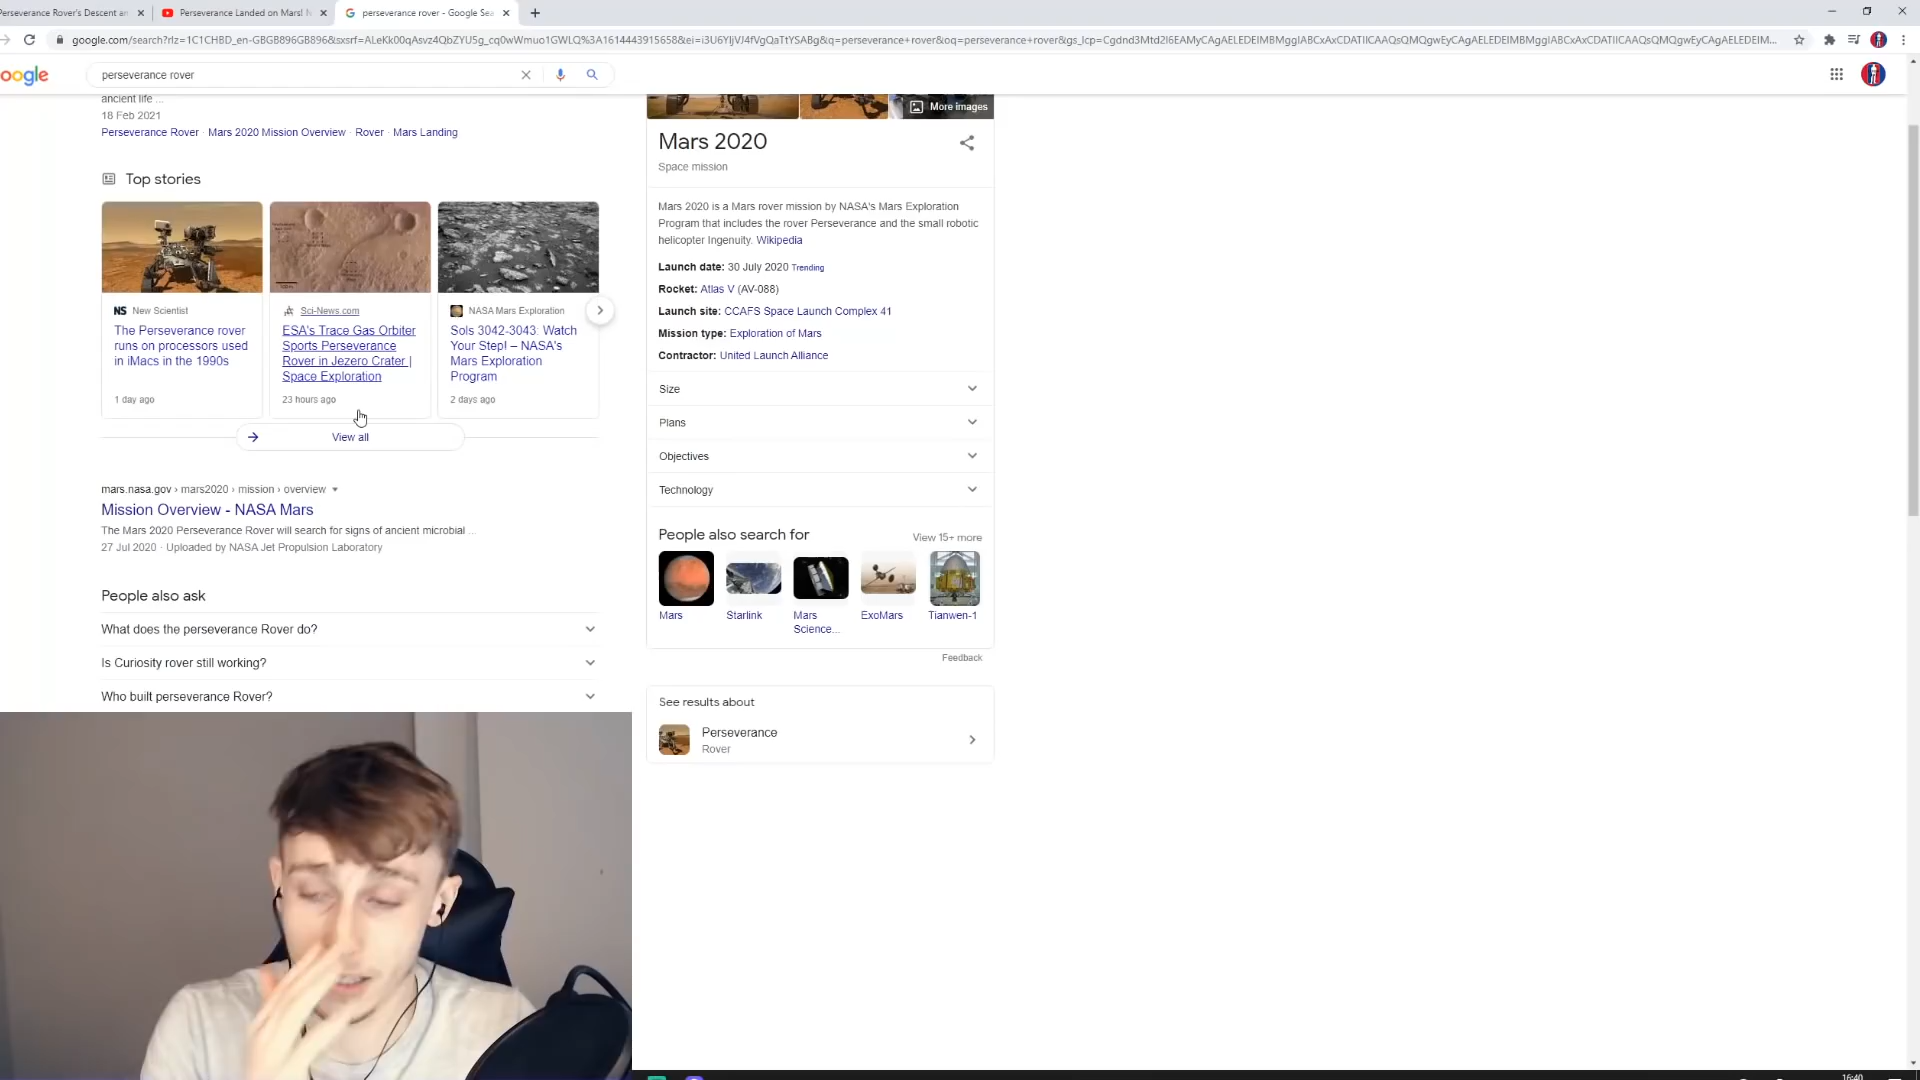 Perseverance Rover's Descent an
Perseverance Landed on Mars! N
perseverance rover - Google Sea
oogle
perseverance rover
ancient life ...
18 Feb 2021
Perseverance Rover · Mars 2020 Mission Overview · Rover · Mars Landing
Top stories
NS New Scientist
The Perseverance rover
runs on processors used
in iMacs in the 1990s
1 day ago
Sci-News.com
ESA's Trace Gas Orbiter
Sports Perseverance
Rover in Jezero Crater |
Space Exploration
23 hours ago
NASA Mars Exploration
Sols 3042-3043: Watch
Your Step! – NASA's
Mars Exploration
Program
2 days ago
View all
mars.nasa.gov › mars2020 › mission › overview
Mission Overview - NASA Mars
The Mars 2020 Perseverance Rover will search for signs of ancient microbial ...
27 Jul 2020 · Uploaded by NASA Jet Propulsion Laboratory
People also ask
What does the perseverance Rover do?
Is Curiosity rover still working?
Who built perseverance Rover?
More images
Mars 2020
Space mission
Mars 2020 is a Mars rover mission by NASA's Mars Exploration
Program that includes the rover Perseverance and the small robotic
helicopter Ingenuity. Wikipedia
Launch date: 30 July 2020 Trending
Rocket: Atlas V (AV-088)
Launch site: CCAFS Space Launch Complex 41
Mission type: Exploration of Mars
Contractor: United Launch Alliance
Size
Plans
Objectives
Technology
People also search for
View 15+ more
Mars
Starlink
Mars
Science...
ExoMars
Tianwen-1
Feedback
See results about
Perseverance
Rover
16:40